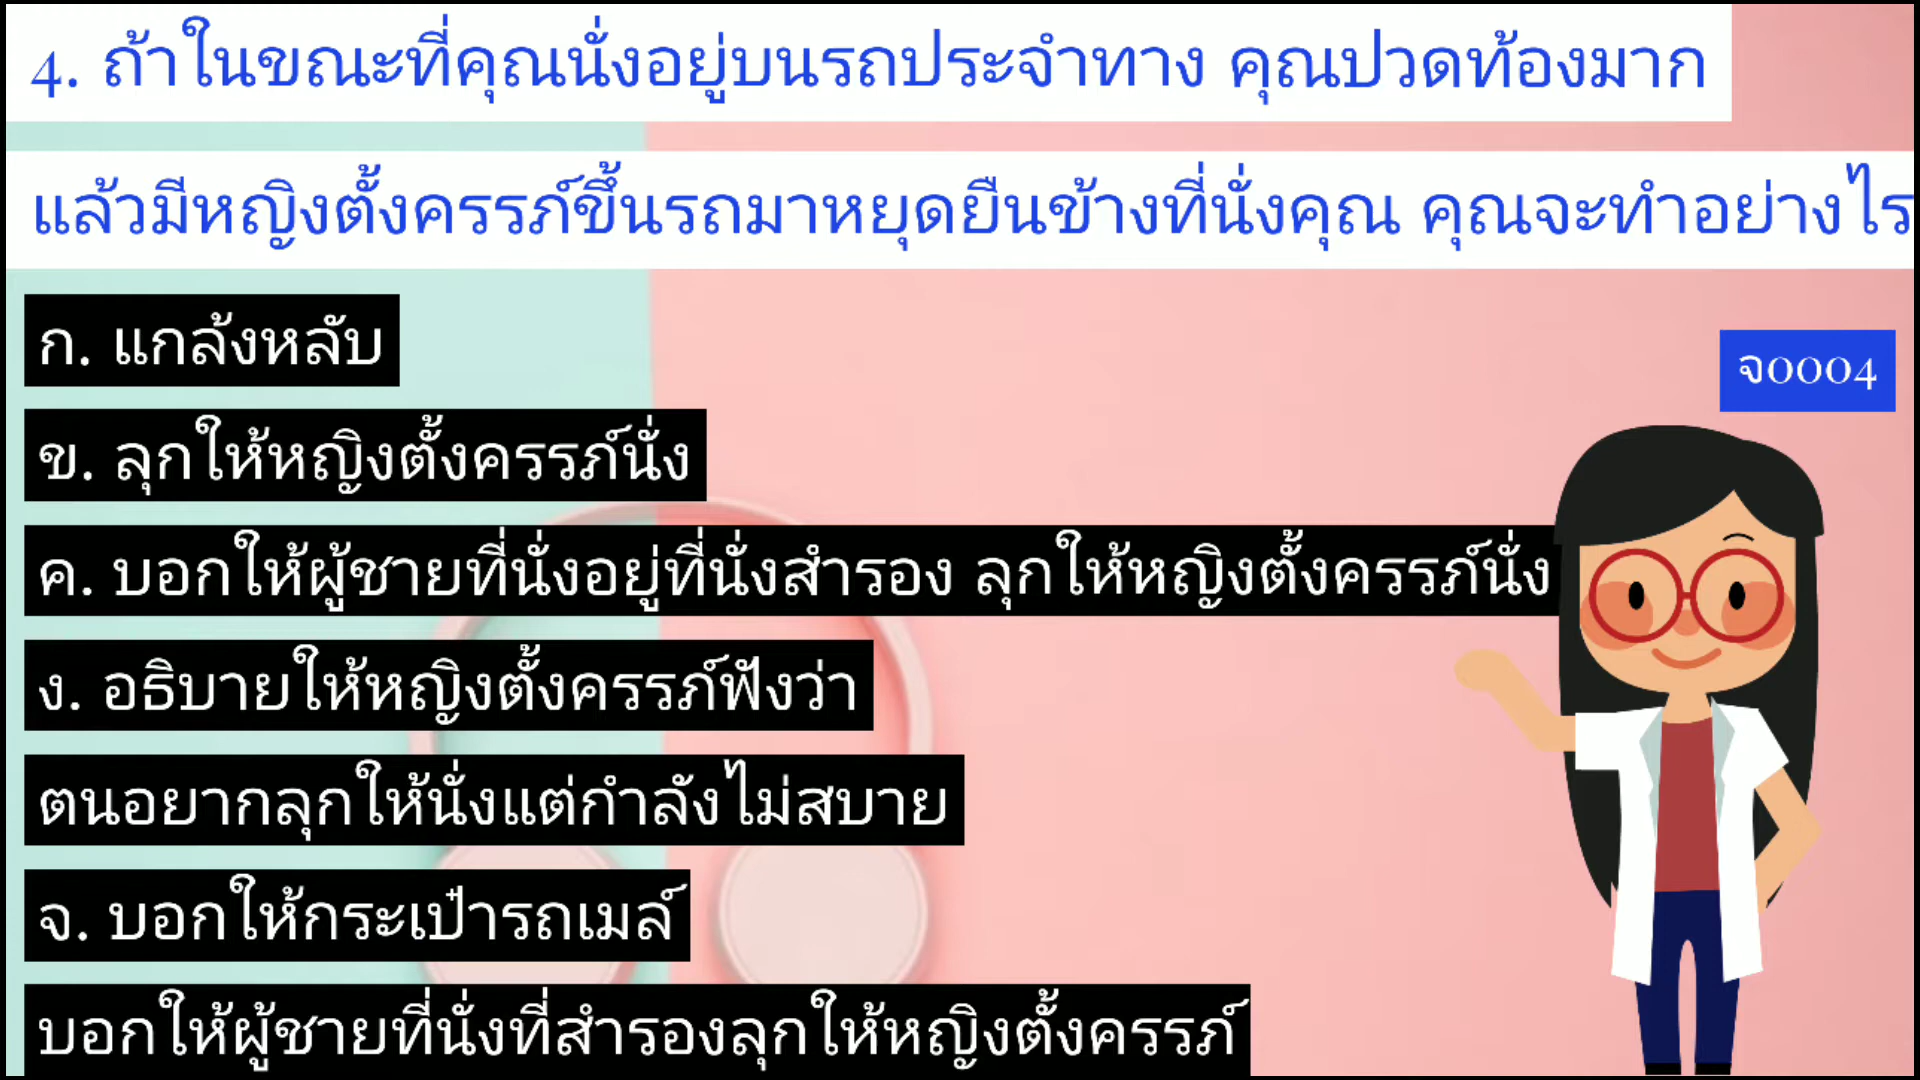 4. ถ้าในขณะที่คุณนั่งอยู่บนรถประจำทาง คุณปวดท้องมาก
แล้วมีหญิงตั้งครรภ์ขึ้นรถมาหยุดยืนข้างที่นั่งคุณ คุณจะทำอย่างไร
ก. แกล้งหลับ
จ0004
ข. ลุกให้หญิงตั้งครรภ์นั่ง
ค. บอกให้ผู้ชายที่นั่งอยู่ที่นั่งสำรอง ลุกให้หญิงตั้งครรภ์นั่ง
ง. อธิบายให้หญิงตั้งครรภ์ฟังว่า
ตนอยากลุกให้นั่งแต่กำลังไม่สบาย
จ. บอกให้กระเป๋ารถเมล์
บอกให้ผู้ชายที่นั่งที่สำรองลุกให้หญิงตั้งครรภ์